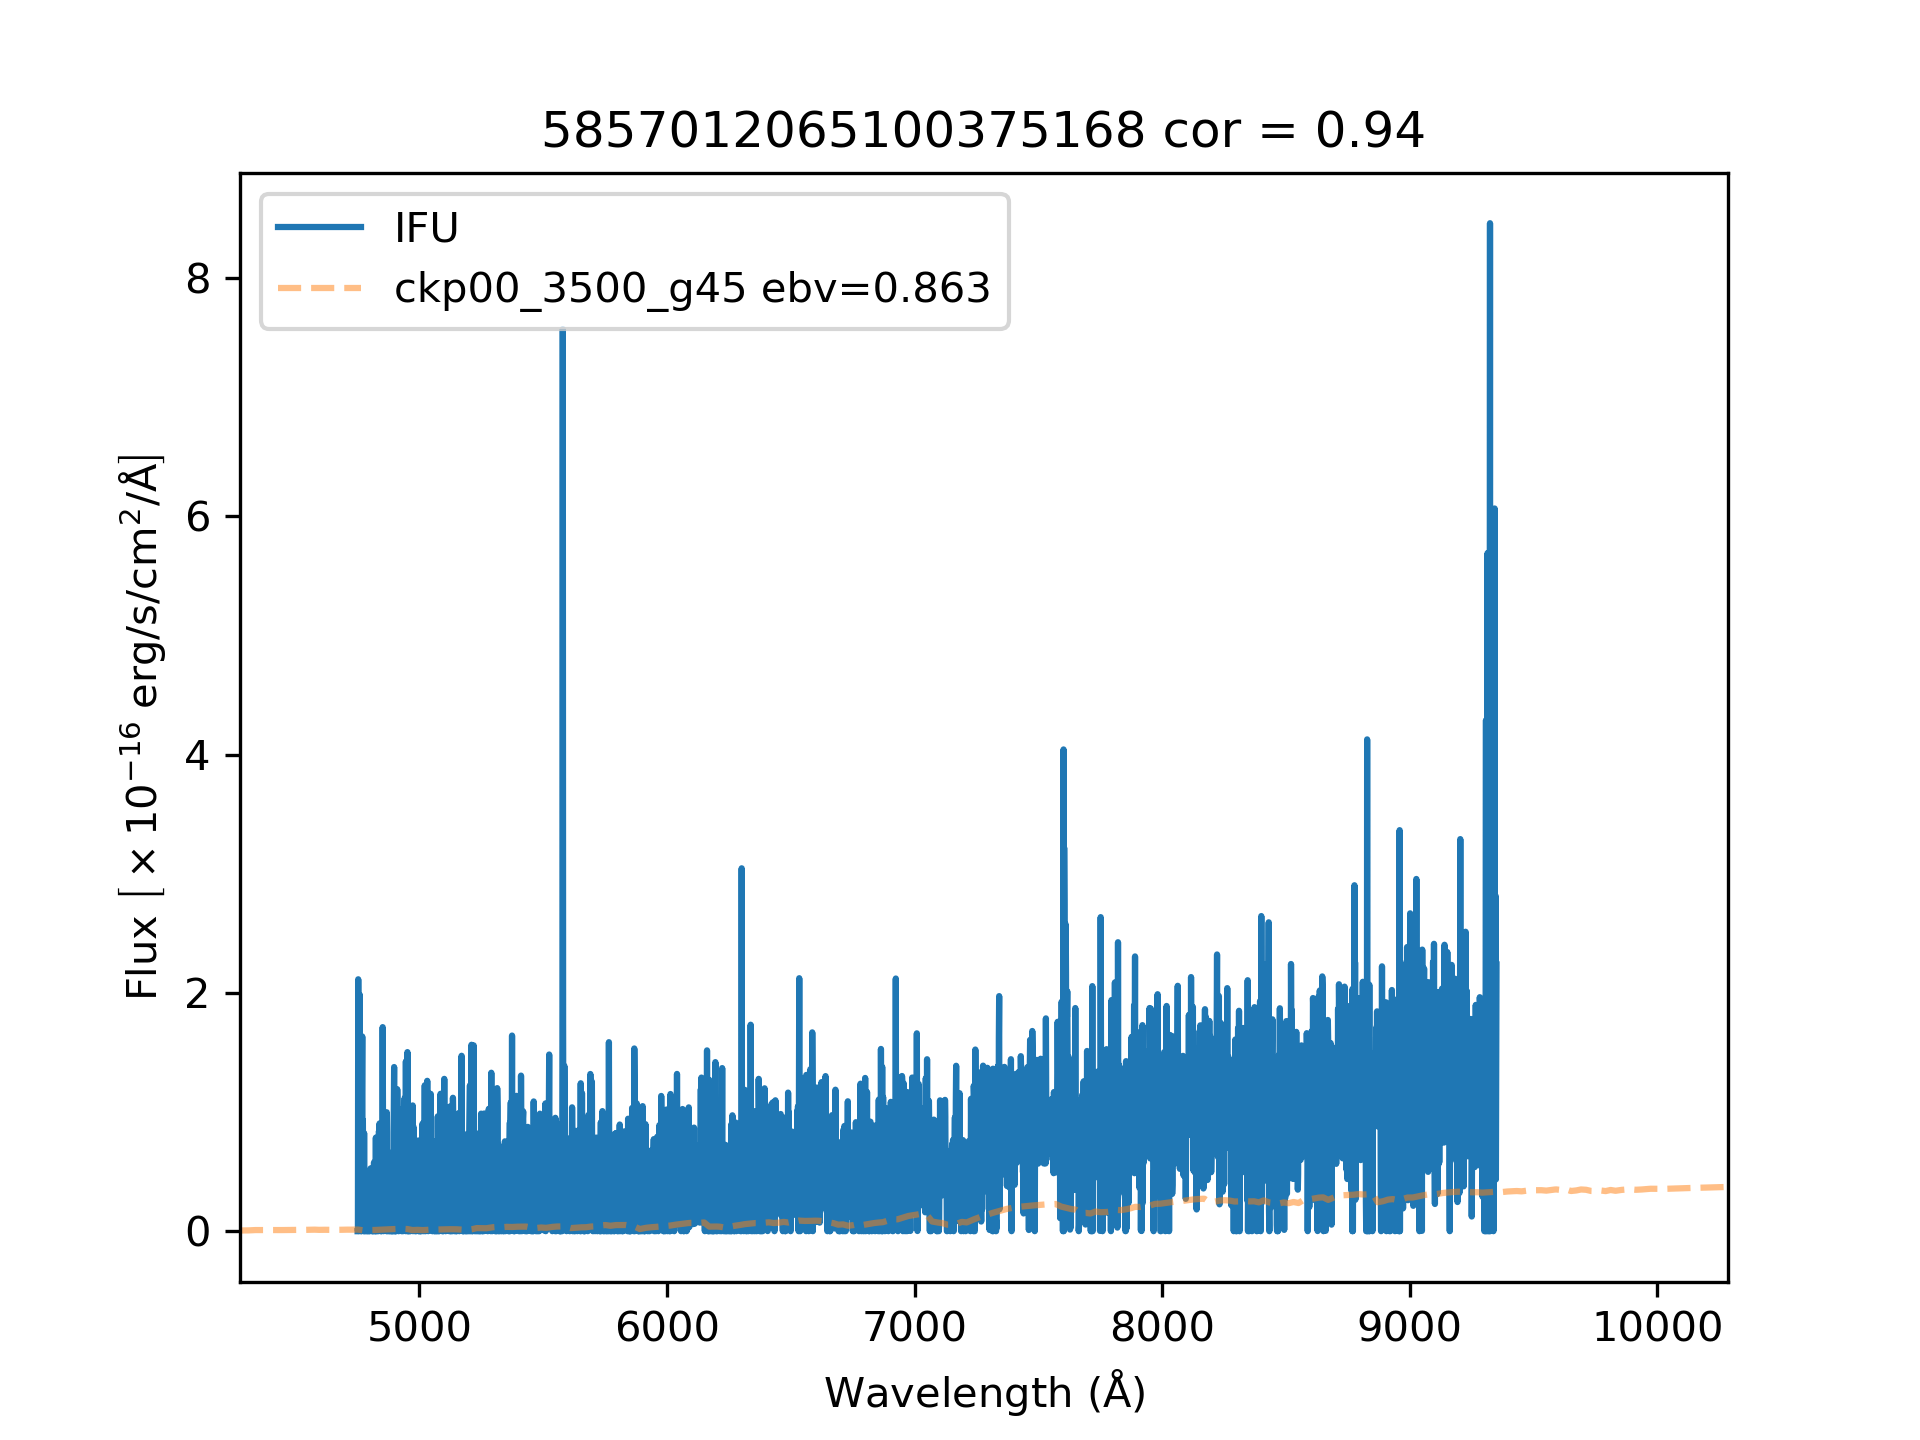 5857012065100375168 cor = 0.94
IFU
ckp00_3500_g45 ebv=0.863
8
6
4
2
0
Flux [×10⁻¹⁶ erg/s/cm²/Å]
5000 6000 7000 8000 9000 10000
Wavelength (Å)